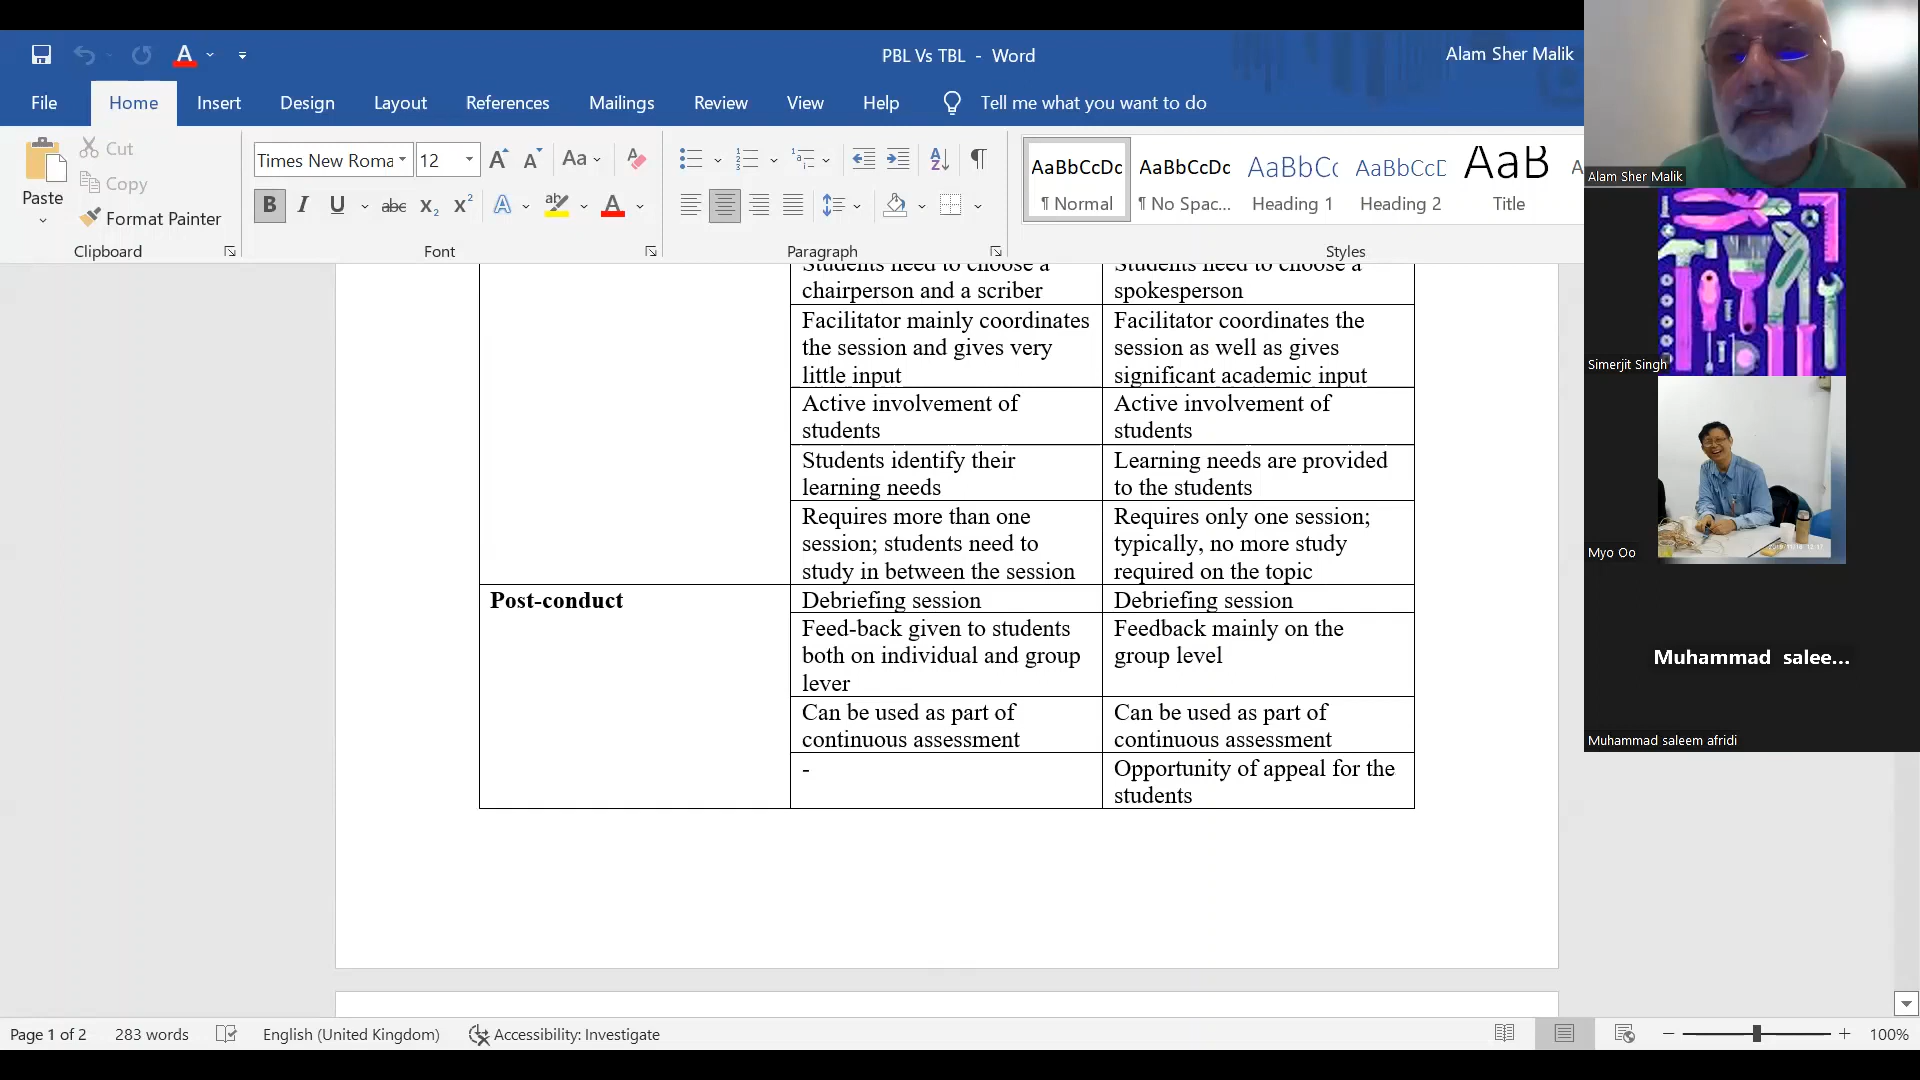 PBL Vs TBL - Word
Alam Sher Malik
File Home Insert Design Layout References Mailings Review View Help Tell me what you want to do
Paste
Cut
Copy
Format Painter
Clipboard
Times New Roma 12
Font
Paragraph
AaBbCcDc AaBbCcDc AaBbCc AaBbCcD AaB
¶ Normal ¶ No Spac... Heading 1 Heading 2 Title
Styles
Students need to choose a
chairperson and a scriber
Students need to choose a
spokesperson
Facilitator mainly coordinates
the session and gives very
little input
Facilitator coordinates the
session as well as gives
significant academic input
Active involvement of
students
Active involvement of
students
Students identify their
learning needs
Learning needs are provided
to the students
Requires more than one
session; students need to
study in between the session
Requires only one session;
typically, no more study
required on the topic
Post-conduct
Debriefing session
Debriefing session
Feed-back given to students
both on individual and group
lever
Feedback mainly on the
group level
Can be used as part of
continuous assessment
Can be used as part of
continuous assessment
-
Opportunity of appeal for the
students
Alam Sher Malik
Simerjit Singh
Myo Oo
Muhammad salee...
Muhammad saleem afridi
Page 1 of 2 283 words English (United Kingdom) Accessibility: Investigate 100%